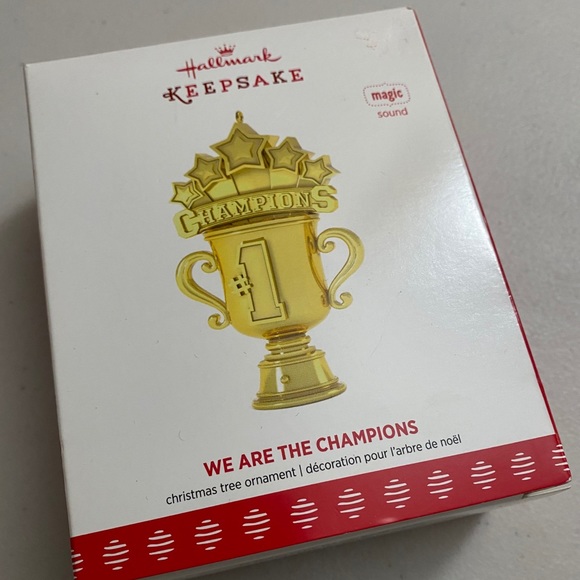 Hallmark
KEEPSAKE
magic
sound
CHAMPIONS
#1
WE ARE THE CHAMPIONS
christmas tree ornament | décoration pour l'arbre de noël